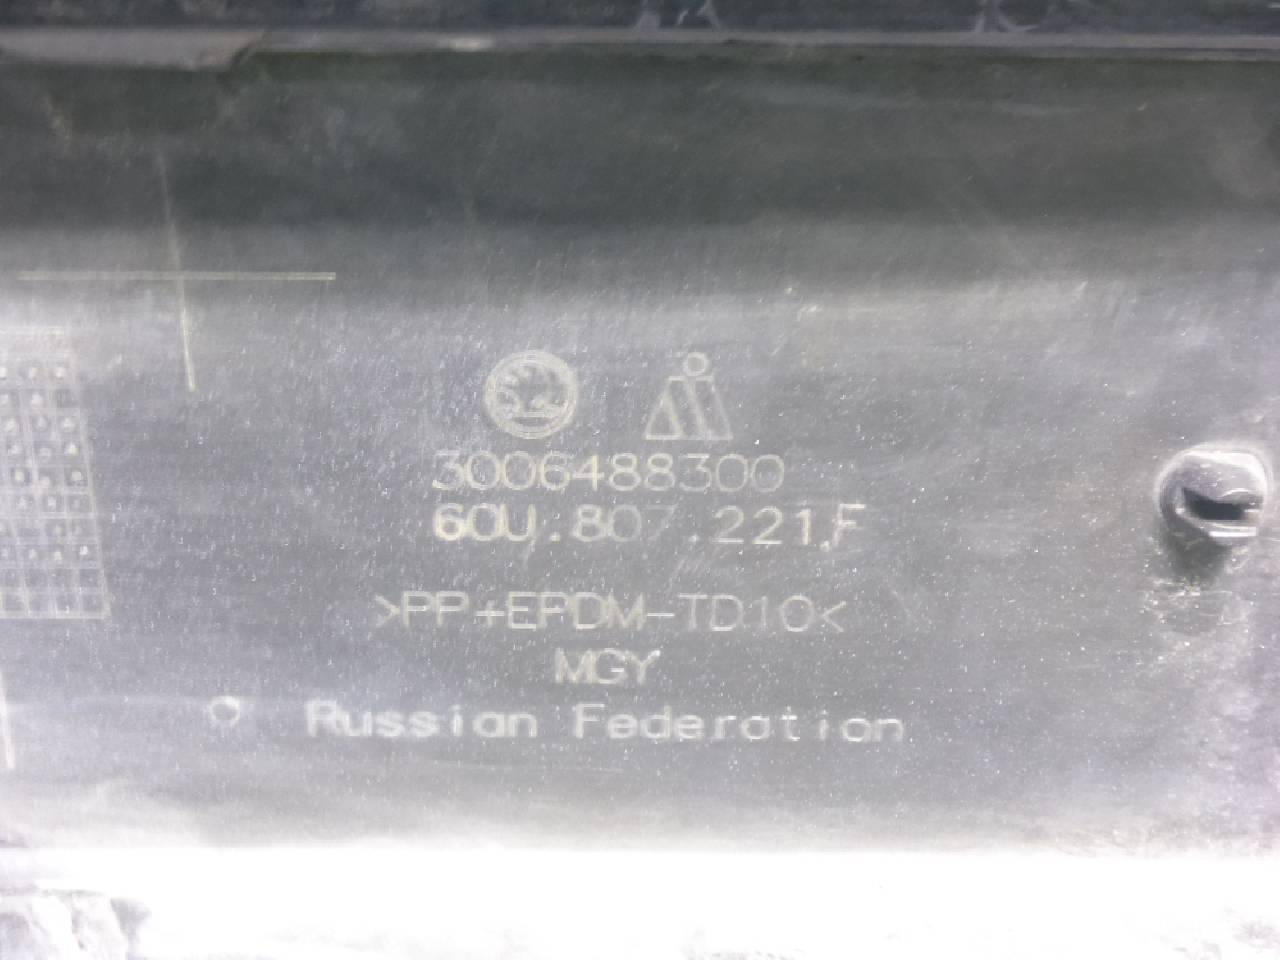 3006488300
60U.807.221.F
>PP+EPDM-TD10<
MGY
Russian Federation